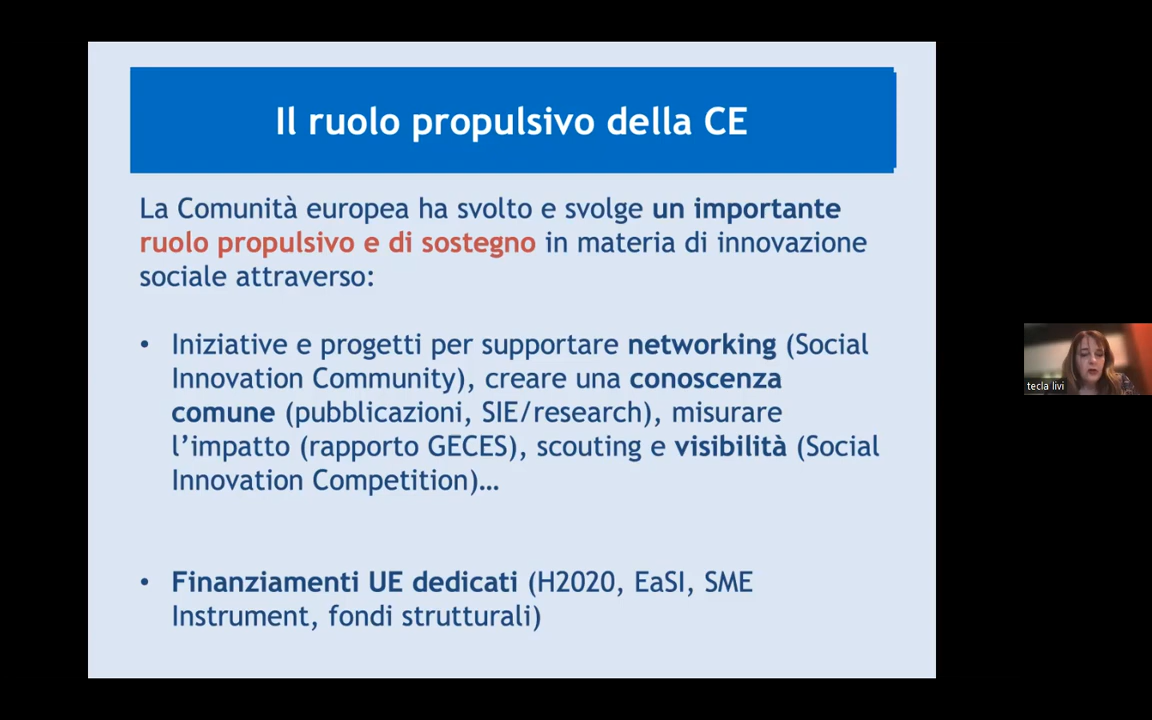 Il ruolo propulsivo della CE
La Comunità europea ha svolto e svolge un importante
ruolo propulsivo e di sostegno in materia di innovazione
sociale attraverso:
• Iniziative e progetti per supportare networking (Social
Innovation Community), creare una conoscenza
comune (pubblicazioni, SIE/research), misurare
l’impatto (rapporto GECES), scouting e visibilità (Social
Innovation Competition)…
• Finanziamenti UE dedicati (H2020, EaSI, SME
Instrument, fondi strutturali)
tecla livi